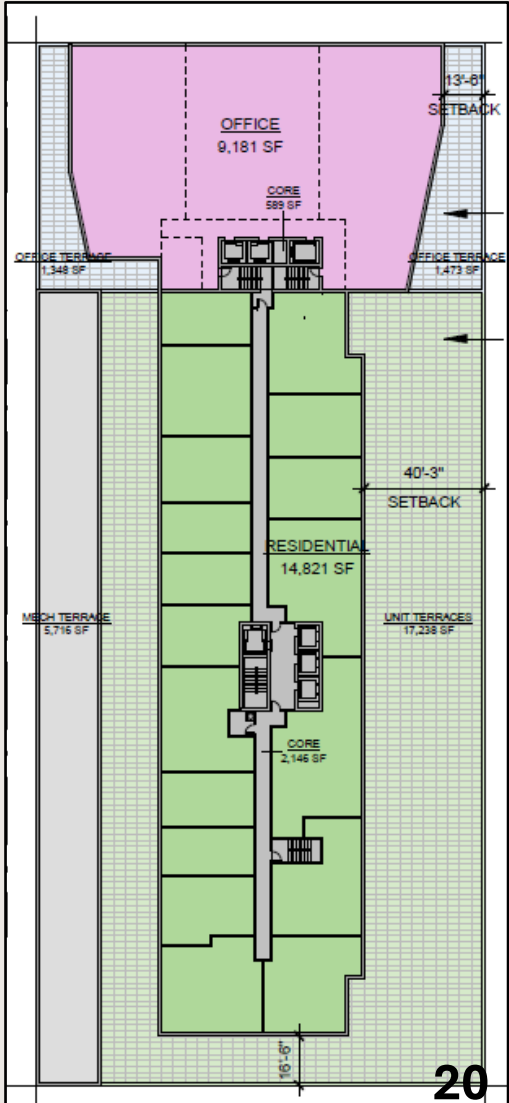 13'-6"
SETBACK
OFFICE
9,181 SF
CORE
589 SF
OFFICE TERRACE
1,348 SF
OFFICE TERRACE
1,473 SF
40'-3"
SETBACK
RESIDENTIAL
14,821 SF
MECH TERRACE
5,716 SF
UNIT TERRACES
17,238 SF
CORE
2,146 SF
16'-6"
20